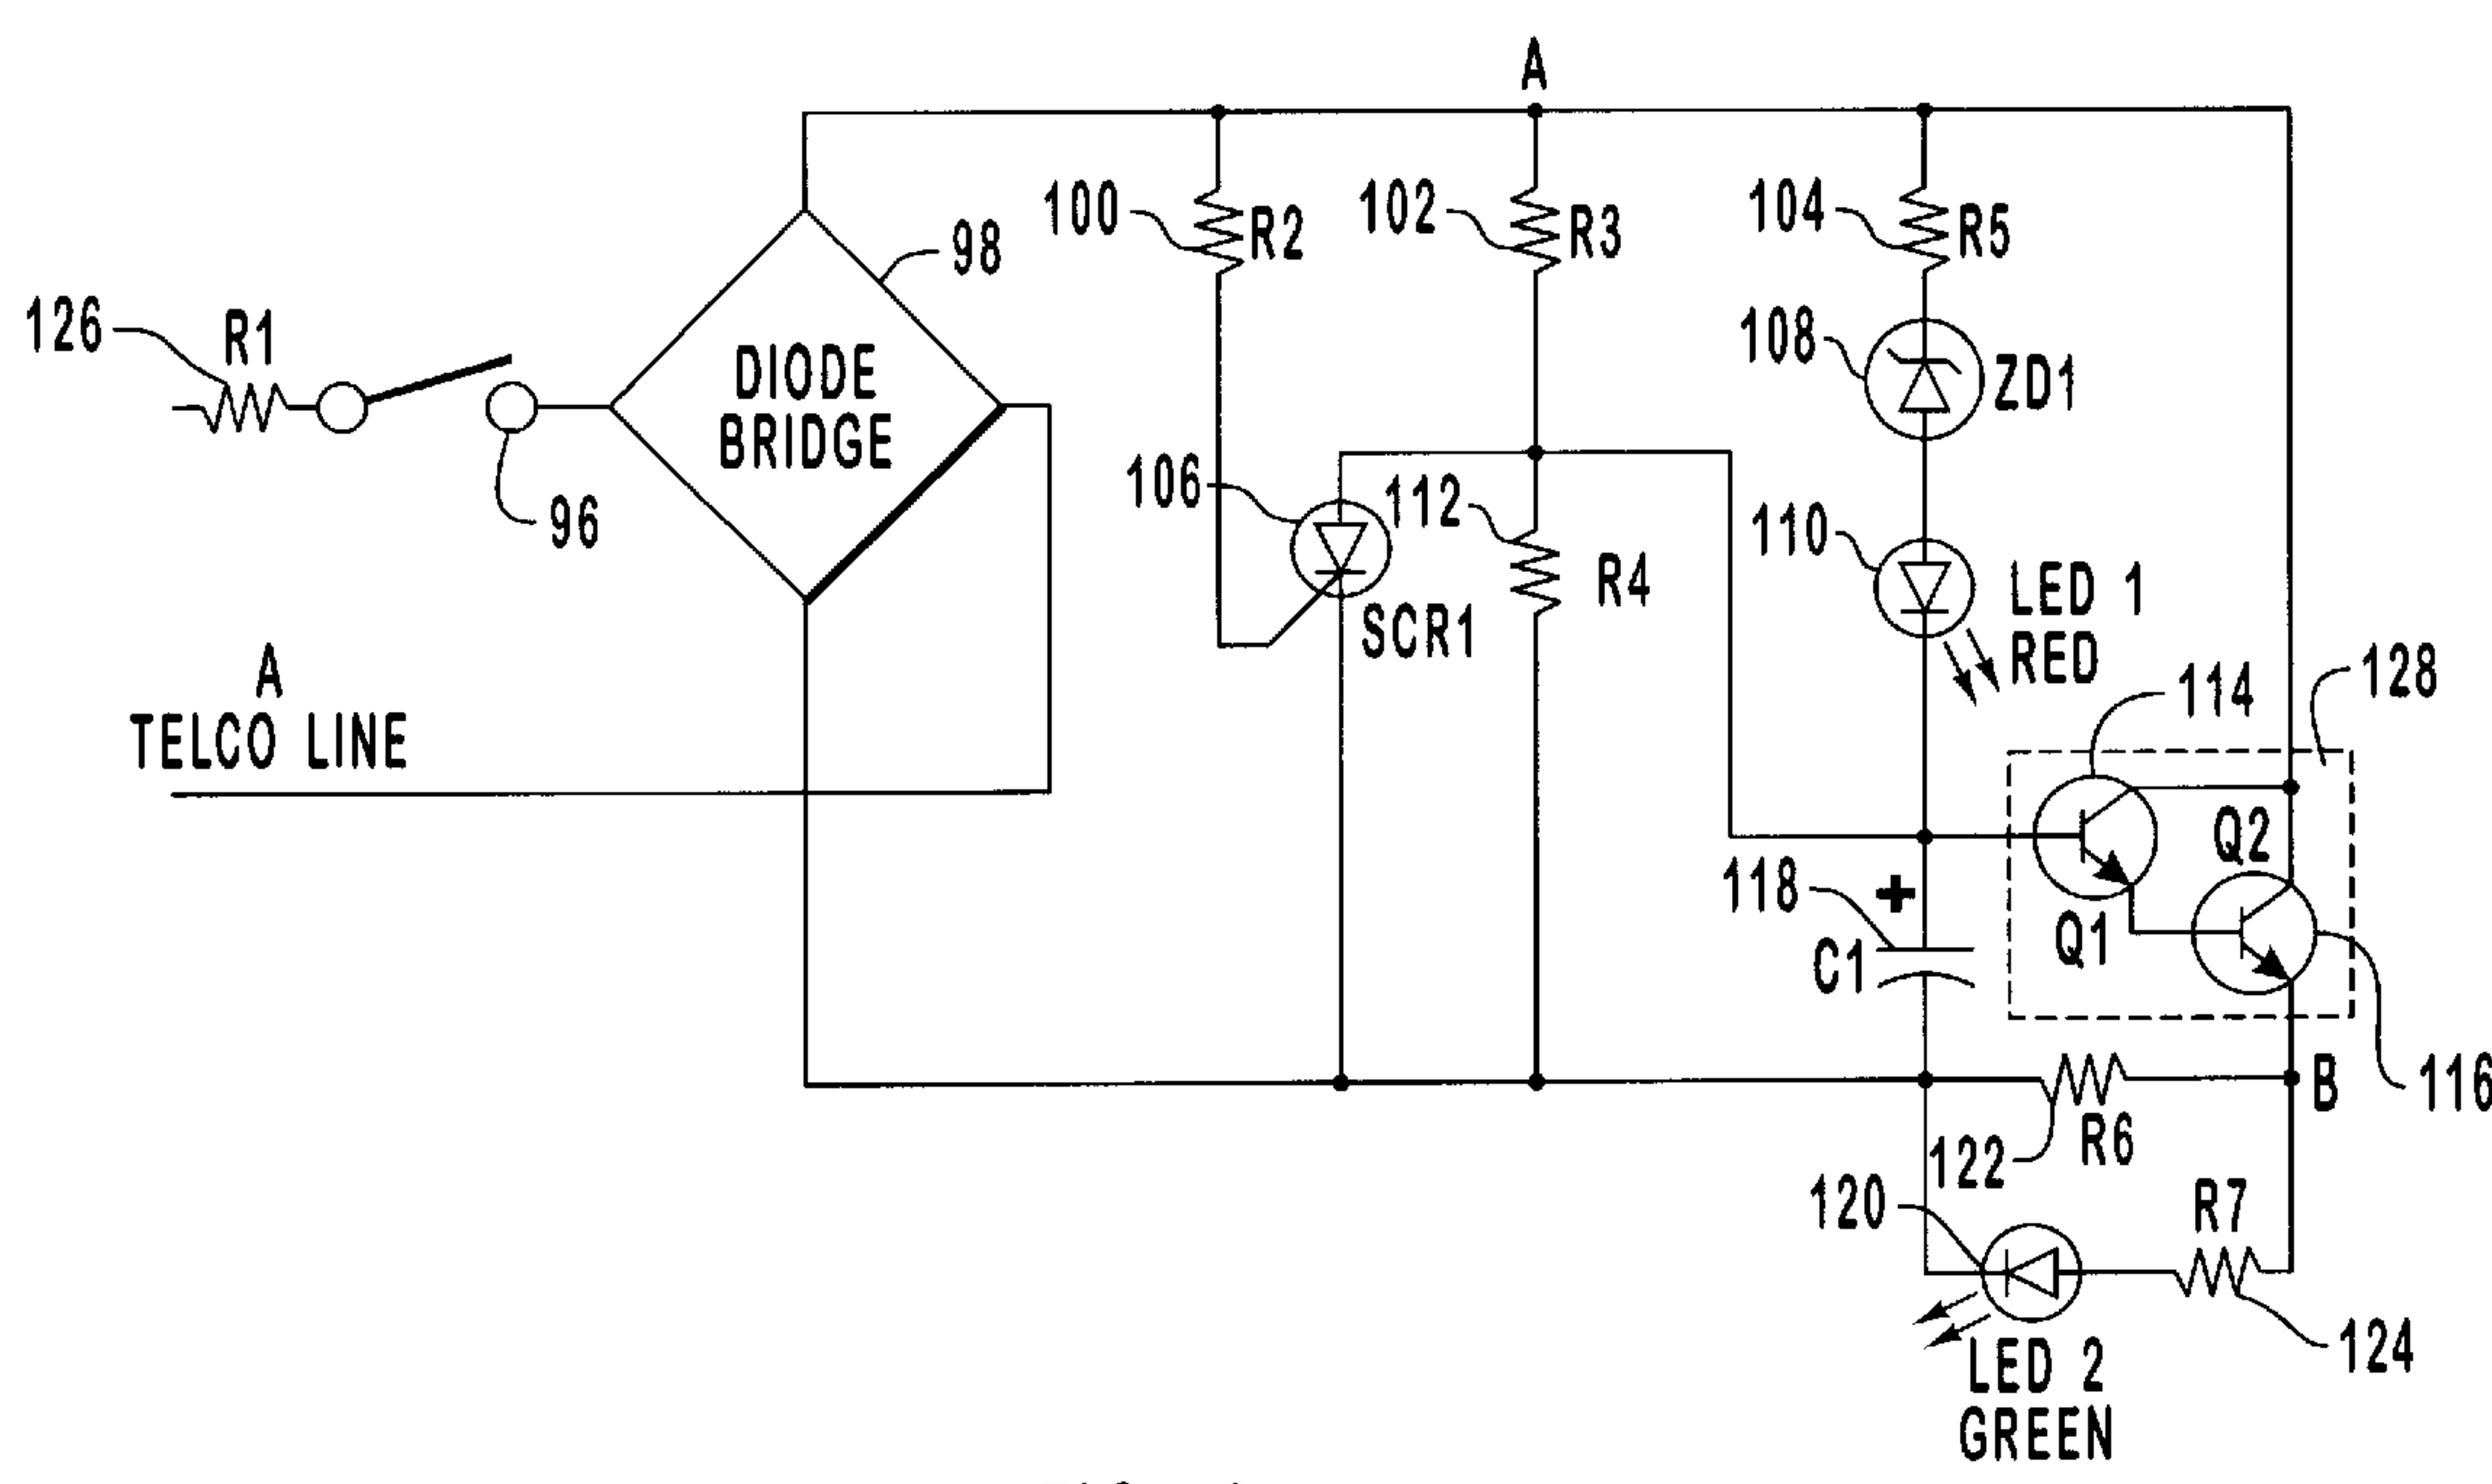 A
100
R2
102
R3
104
R5
98
126
R1
108
ZD1
DIODE
BRIDGE
106
112
96
110
R4
LED 1
RED
SCR1
A
TELCO LINE
114
128
Q2
118
+
Q1
C1
B
116
122
R6
120
R7
124
LED 2
GREEN